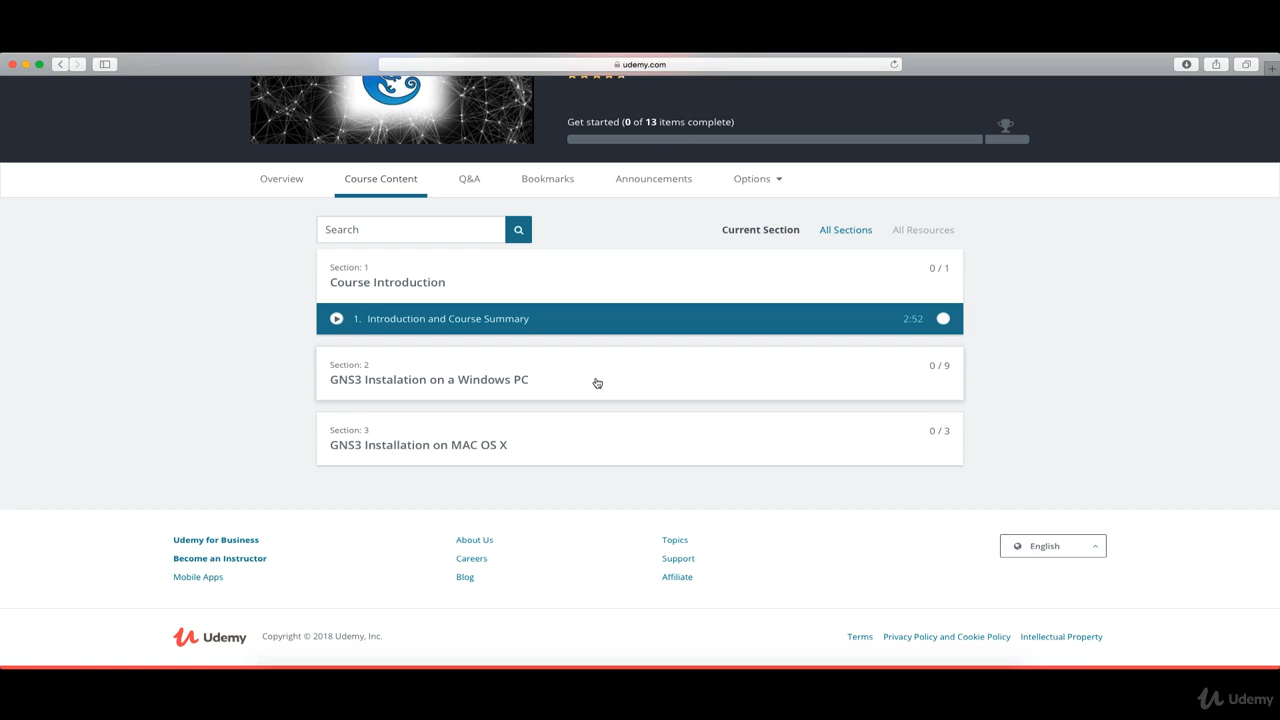 udemy.com
Get started (0 of 13 items complete)
Overview Course Content Q&A Bookmarks Announcements Options
Search
Current Section All Sections All Resources
Section: 1 0 / 1
Course Introduction
1. Introduction and Course Summary 2:52
Section: 2 0 / 9
GNS3 Instalation on a Windows PC
Section: 3 0 / 3
GNS3 Installation on MAC OS X
Udemy for Business About Us Topics
English
Become an Instructor Careers Support
Mobile Apps Blog Affiliate
Udemy Copyright © 2018 Udemy, Inc. Terms Privacy Policy and Cookie Policy Intellectual Property
Udemy